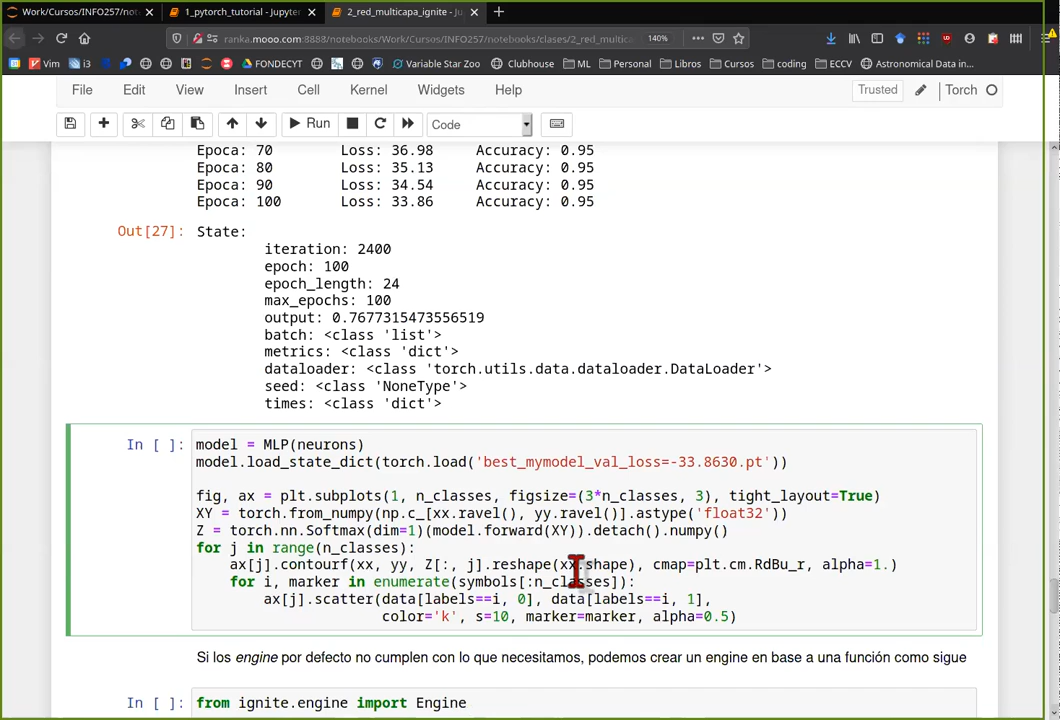 Work/Cursos/INFO257/not
1_pytorch_tutorial - Jupyte
2_red_multicapa_ignite - Ju
ranka.mooo.com:8888/notebooks/Work/Cursos/INFO257/notebooks/clases/2_red_multic
140%
Vim
i3
FONDECYT
Variable Star Zoo
Clubhouse
ML
Personal
Libros
Cursos
coding
ECCV
Astronomical Data in...
File Edit View Insert Cell Kernel Widgets Help
Trusted
Torch
Run
Code
Epoca: 70 Loss: 36.98 Accuracy: 0.95
Epoca: 80 Loss: 35.13 Accuracy: 0.95
Epoca: 90 Loss: 34.54 Accuracy: 0.95
Epoca: 100 Loss: 33.86 Accuracy: 0.95
Out[27]: State:
iteration: 2400
epoch: 100
epoch_length: 24
max_epochs: 100
output: 0.7677315473556519
batch: <class 'list'>
metrics: <class 'dict'>
dataloader: <class 'torch.utils.data.dataloader.DataLoader'>
seed: <class 'NoneType'>
times: <class 'dict'>
In [ ]: model = MLP(neurons)
model.load_state_dict(torch.load('best_mymodel_val_loss=-33.8630.pt'))
fig, ax = plt.subplots(1, n_classes, figsize=(3*n_classes, 3), tight_layout=True)
XY = torch.from_numpy(np.c_[xx.ravel(), yy.ravel()].astype('float32'))
Z = torch.nn.Softmax(dim=1)(model.forward(XY)).detach().numpy()
for j in range(n_classes):
ax[j].contourf(xx, yy, Z[:, j].reshape(xx.shape), cmap=plt.cm.RdBu_r, alpha=1.)
for i, marker in enumerate(symbols[:n_classes]):
ax[j].scatter(data[labels==i, 0], data[labels==i, 1],
color='k', s=10, marker=marker, alpha=0.5)
Si los engine por defecto no cumplen con lo que necesitamos, podemos crear un engine en base a una función como sigue
In [ ]: from ignite.engine import Engine